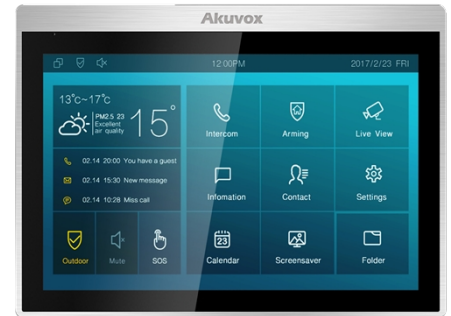 Akuvox
12:00PM
2017/2/23 FRI
13°c~17°c
PM2.5 23
Excellent
air quality
15°
02.14 20:00 You have a guest
02.14 15:30 New message
02.14 10:28 Miss call
Outdoor
Mute
SOS
Intercom
Arming
Live View
Infomation
Contact
Settings
23
Calendar
Screensaver
Folder